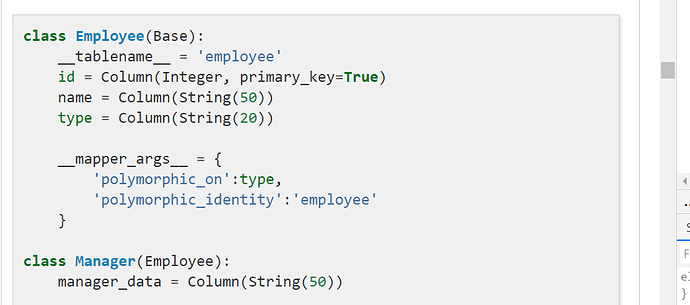 class Employee(Base):
    __tablename__ = 'employee'
    id = Column(Integer, primary_key=True)
    name = Column(String(50))
    type = Column(String(20))

    __mapper_args__ = {
        'polymorphic_on':type,
        'polymorphic_identity':'employee'
    }

class Manager(Employee):
    manager_data = Column(String(50))